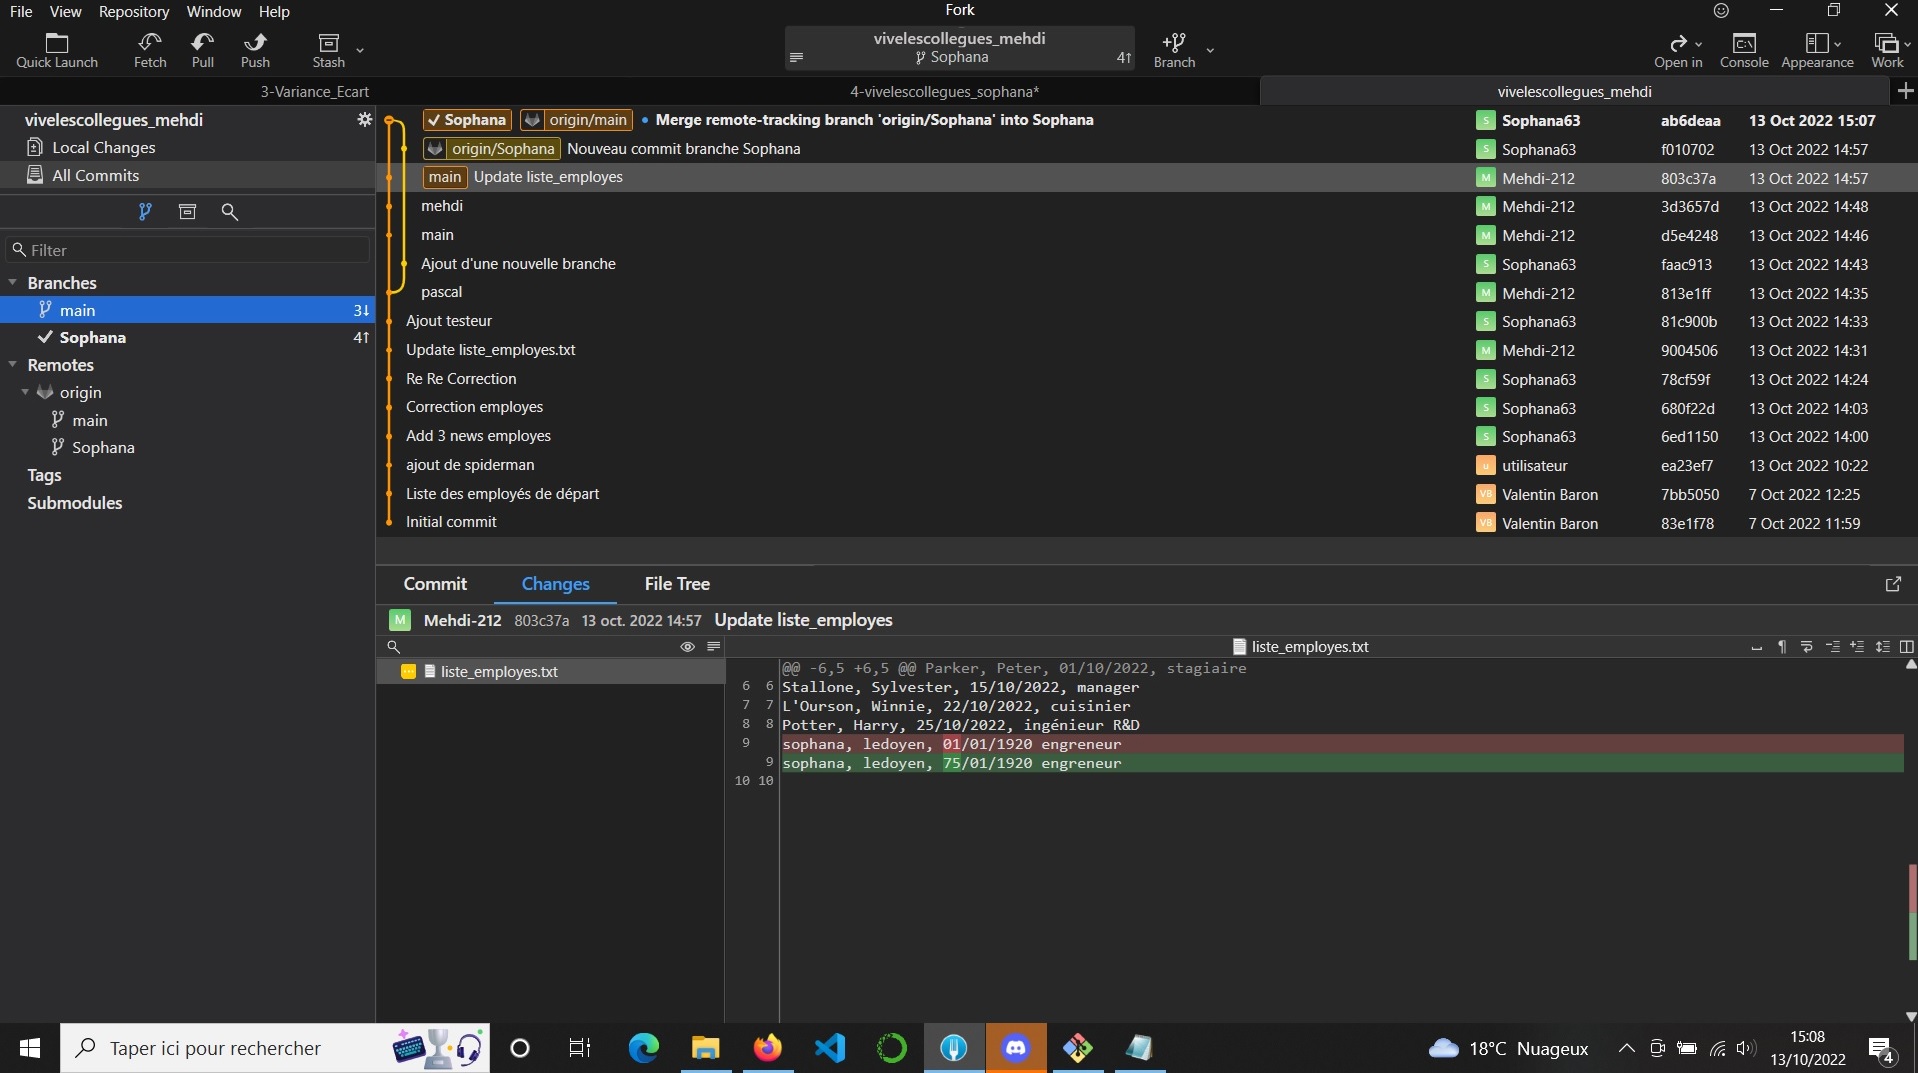 File View Repository Window Help
Fork
Quick Launch
Fetch
Pull
Push
Stash
vivelescollegues_mehdi
Sophana
4↑
Branch
Open in
Console
Appearance
Work
3-Variance_Ecart
4-vivelescollegues_sophana*
vivelescollegues_mehdi
vivelescollegues_mehdi
Local Changes
All Commits
Filter
Branches
main 3↓
Sophana 4↑
Remotes
origin
main
Sophana
Tags
Submodules
Sophana origin/main Merge remote-tracking branch 'origin/Sophana' into Sophana S Sophana63 ab6deaa 13 Oct 2022 15:07
origin/Sophana Nouveau commit branche Sophana S Sophana63 f010702 13 Oct 2022 14:57
main Update liste_employes M Mehdi-212 803c37a 13 Oct 2022 14:57
mehdi M Mehdi-212 3d3657d 13 Oct 2022 14:48
main M Mehdi-212 d5e4248 13 Oct 2022 14:46
Ajout d'une nouvelle branche S Sophana63 faac913 13 Oct 2022 14:43
pascal M Mehdi-212 813e1ff 13 Oct 2022 14:35
Ajout testeur S Sophana63 81c900b 13 Oct 2022 14:33
Update liste_employes.txt M Mehdi-212 9004506 13 Oct 2022 14:31
Re Re Correction S Sophana63 78cf59f 13 Oct 2022 14:24
Correction employes S Sophana63 680f22d 13 Oct 2022 14:03
Add 3 news employes S Sophana63 6ed1150 13 Oct 2022 14:00
ajout de spiderman u utilisateur ea23ef7 13 Oct 2022 10:22
Liste des employés de départ VB Valentin Baron 7bb5050 7 Oct 2022 12:25
Initial commit VB Valentin Baron 83e1f78 7 Oct 2022 11:59
Commit Changes File Tree
M Mehdi-212 803c37a 13 oct. 2022 14:57 Update liste_employes
liste_employes.txt
liste_employes.txt
@@ -6,5 +6,5 @@ Parker, Peter, 01/10/2022, stagiaire
6 6 Stallone, Sylvester, 15/10/2022, manager
7 7 L'Ourson, Winnie, 22/10/2022, cuisinier
8 8 Potter, Harry, 25/10/2022, ingénieur R&D
9 sophana, ledoyen, 01/01/1920 engreneur
9 sophana, ledoyen, 75/01/1920 engreneur
10 10
Taper ici pour rechercher
18°C Nuageux
15:08
13/10/2022
4